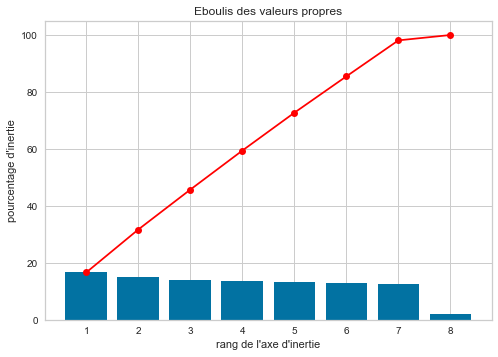 Eboulis des valeurs propres
100
80
60
40
20
0
pourcentage d'inertie
1 2 3 4 5 6 7 8
rang de l'axe d'inertie